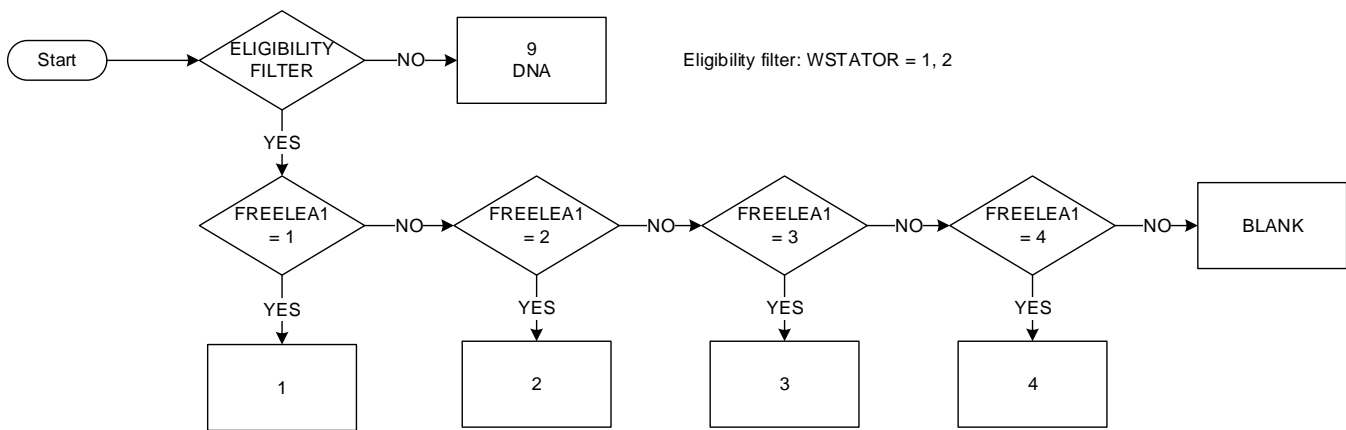 Start
ELIGIBILITY
FILTER
NO
9
DNA
Eligibility filter: WSTATOR = 1, 2
YES
FREELEA1
= 1
NO
FREELEA1
= 2
NO
FREELEA1
= 3
NO
FREELEA1
= 4
NO
BLANK
YES
YES
YES
YES
1
2
3
4